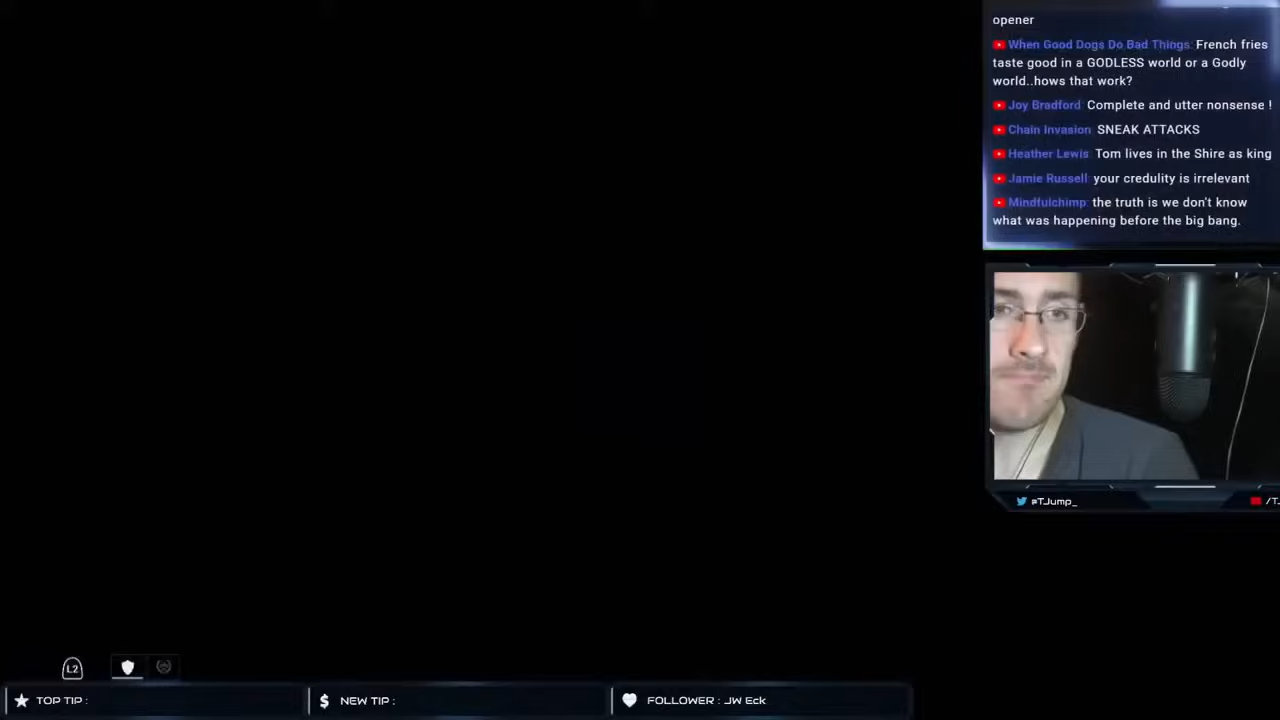 opener
When Good Dogs Do Bad Things: French fries
taste good in a GODLESS world or a Godly
world..hows that work?
Joy Bradford: Complete and utter nonsense !
Chain Invasion: SNEAK ATTACKS
Heather Lewis: Tom lives in the Shire as king
Jamie Russell: your credulity is irrelevant
Mindfulchimp: the truth is we don't know
what was happening before the big bang.
@TJump_
/TJ
L2
TOP TIP :
NEW TIP :
FOLLOWER : JW Eck